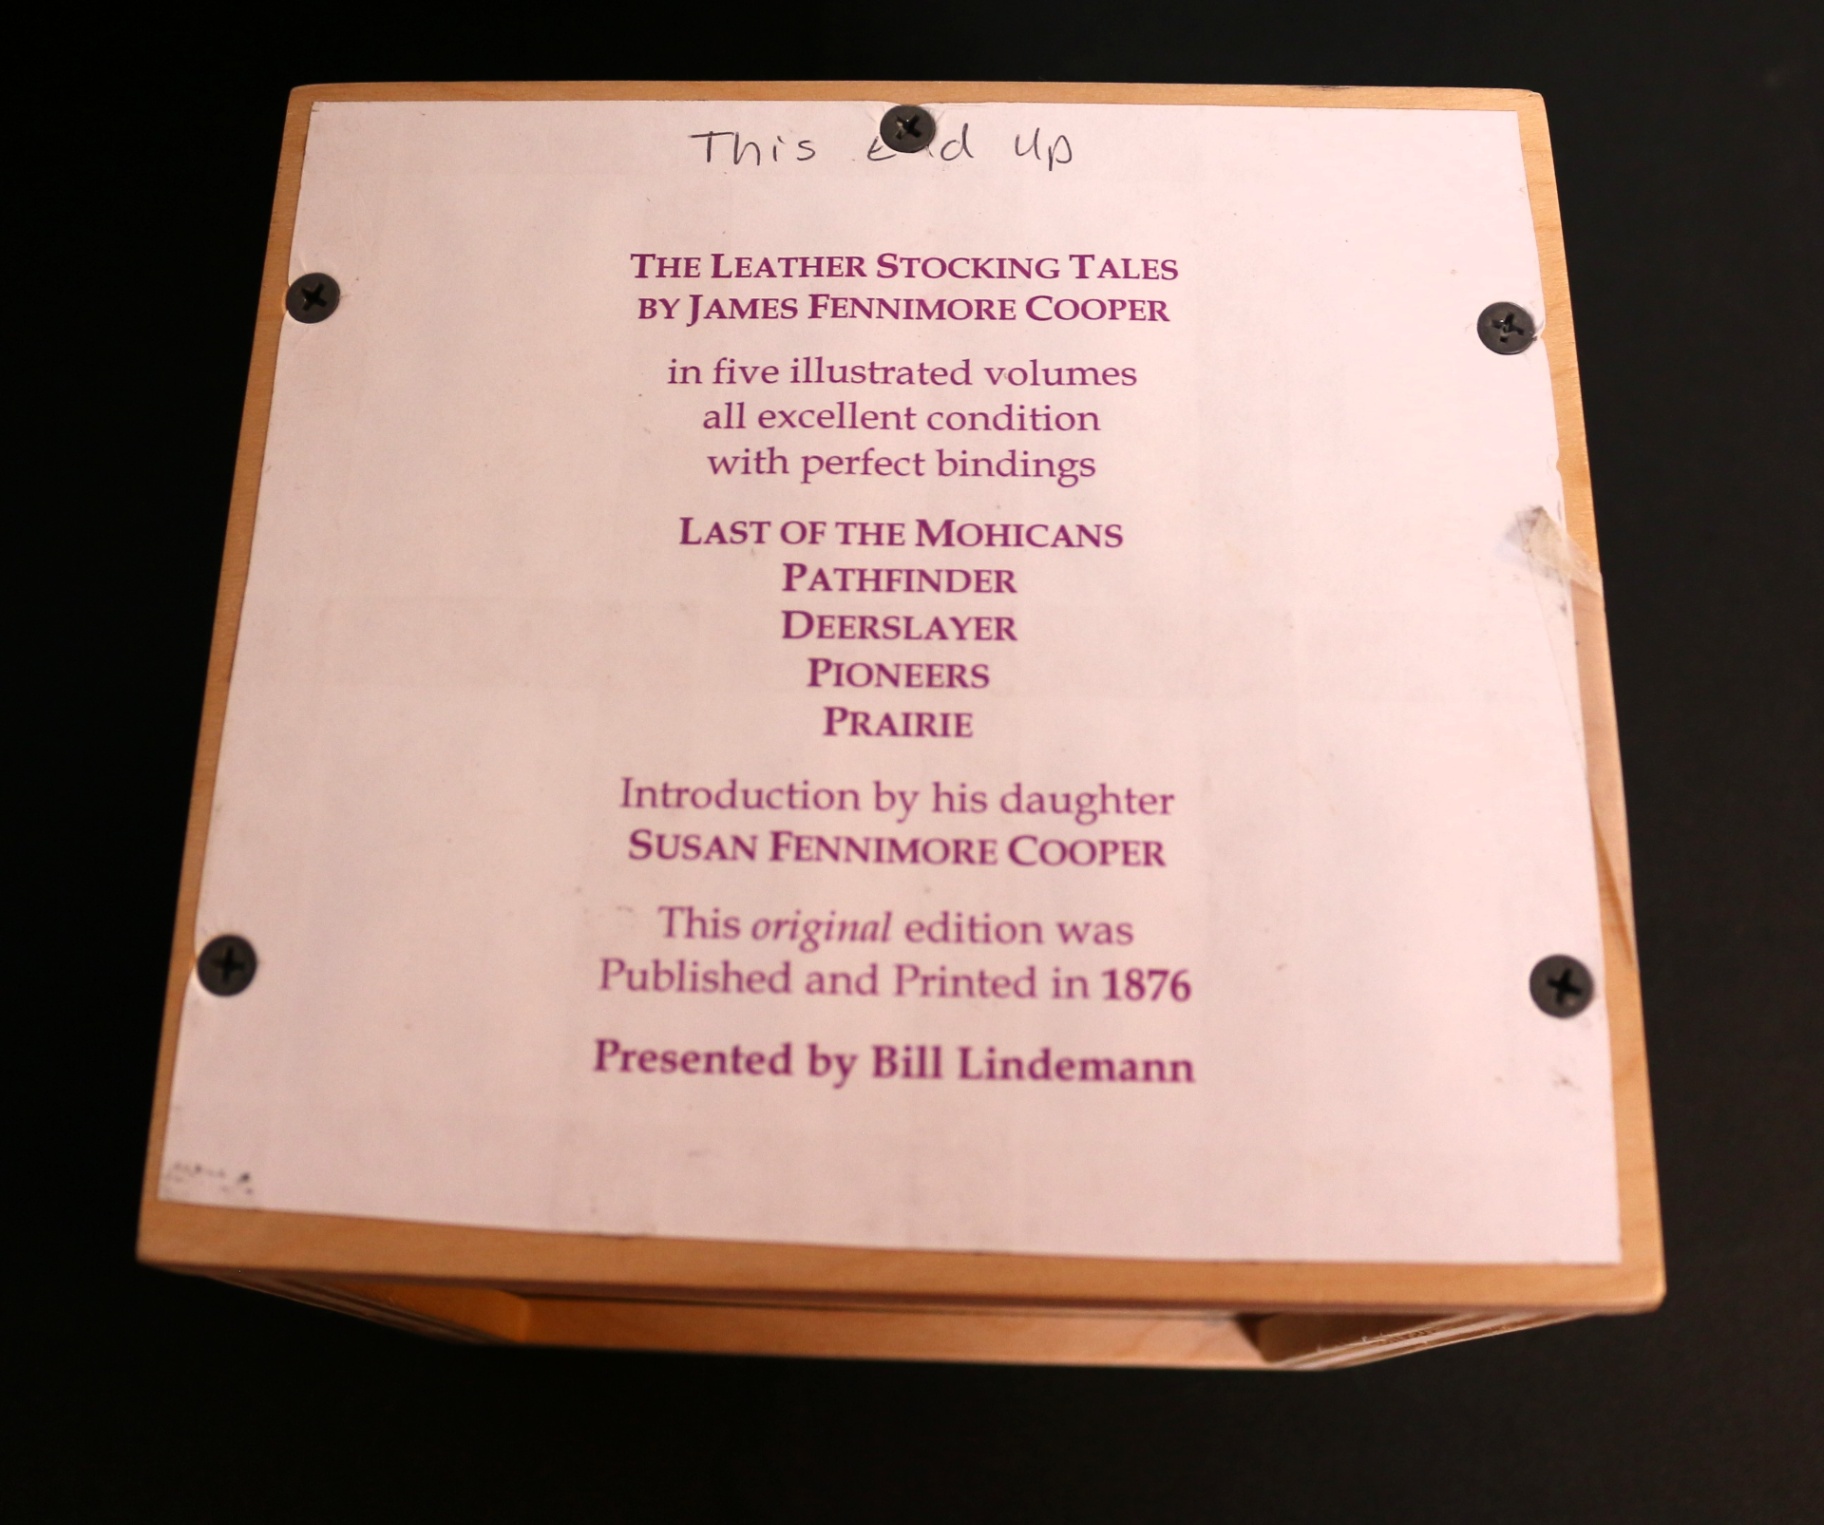 This End Up
THE LEATHER STOCKING TALES
BY JAMES FENNIMORE COOPER
in five illustrated volumes
all excellent condition
with perfect bindings
LAST OF THE MOHICANS
PATHFINDER
DEERSLAYER
PIONEERS
PRAIRIE
Introduction by his daughter
SUSAN FENNIMORE COOPER
This original edition was
Published and Printed in 1876
Presented by Bill Lindemann